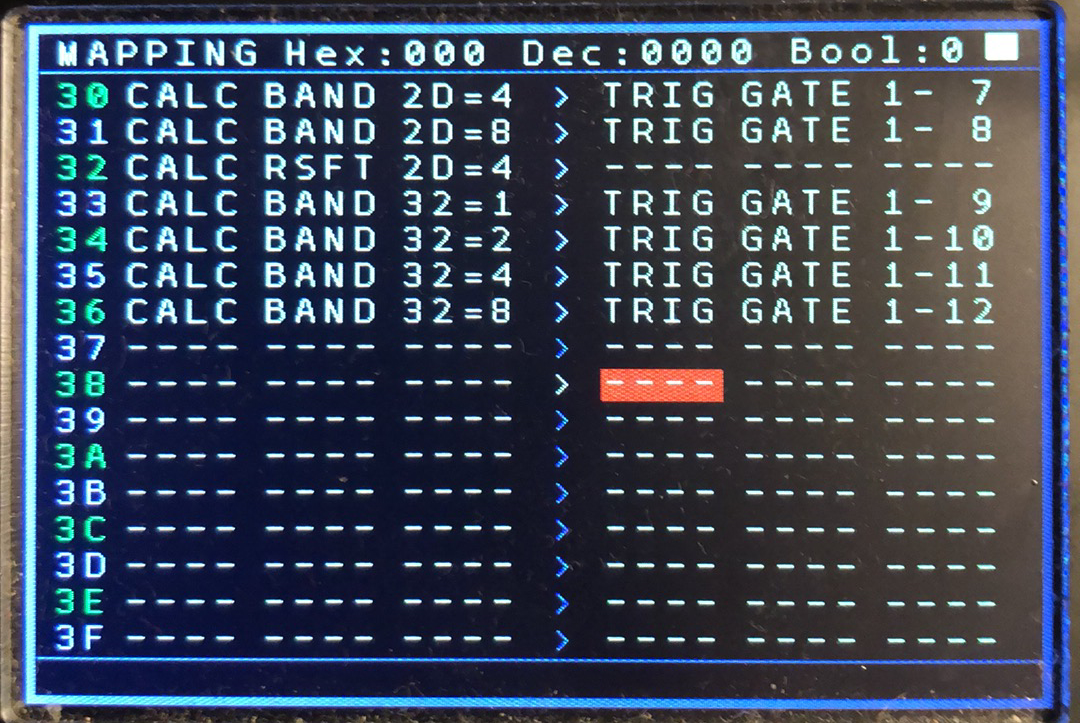 MAPPING Hex:000 Dec:0000 Bool:0
30 CALC BAND 2D=4 > TRIG GATE 1- 7
31 CALC BAND 2D=8 > TRIG GATE 1- 8
32 CALC RSFT 2D=4 > ---- ---- ----
33 CALC BAND 32=1 > TRIG GATE 1- 9
34 CALC BAND 32=2 > TRIG GATE 1-10
35 CALC BAND 32=4 > TRIG GATE 1-11
36 CALC BAND 32=8 > TRIG GATE 1-12
37 ---- ---- ---- > ---- ---- ----
38 ---- ---- ---- > ---- ---- ----
39 ---- ---- ---- > ---- ---- ----
3A ---- ---- ---- > ---- ---- ----
3B ---- ---- ---- > ---- ---- ----
3C ---- ---- ---- > ---- ---- ----
3D ---- ---- ---- > ---- ---- ----
3E ---- ---- ---- > ---- ---- ----
3F ---- ---- ---- > ---- ---- ----